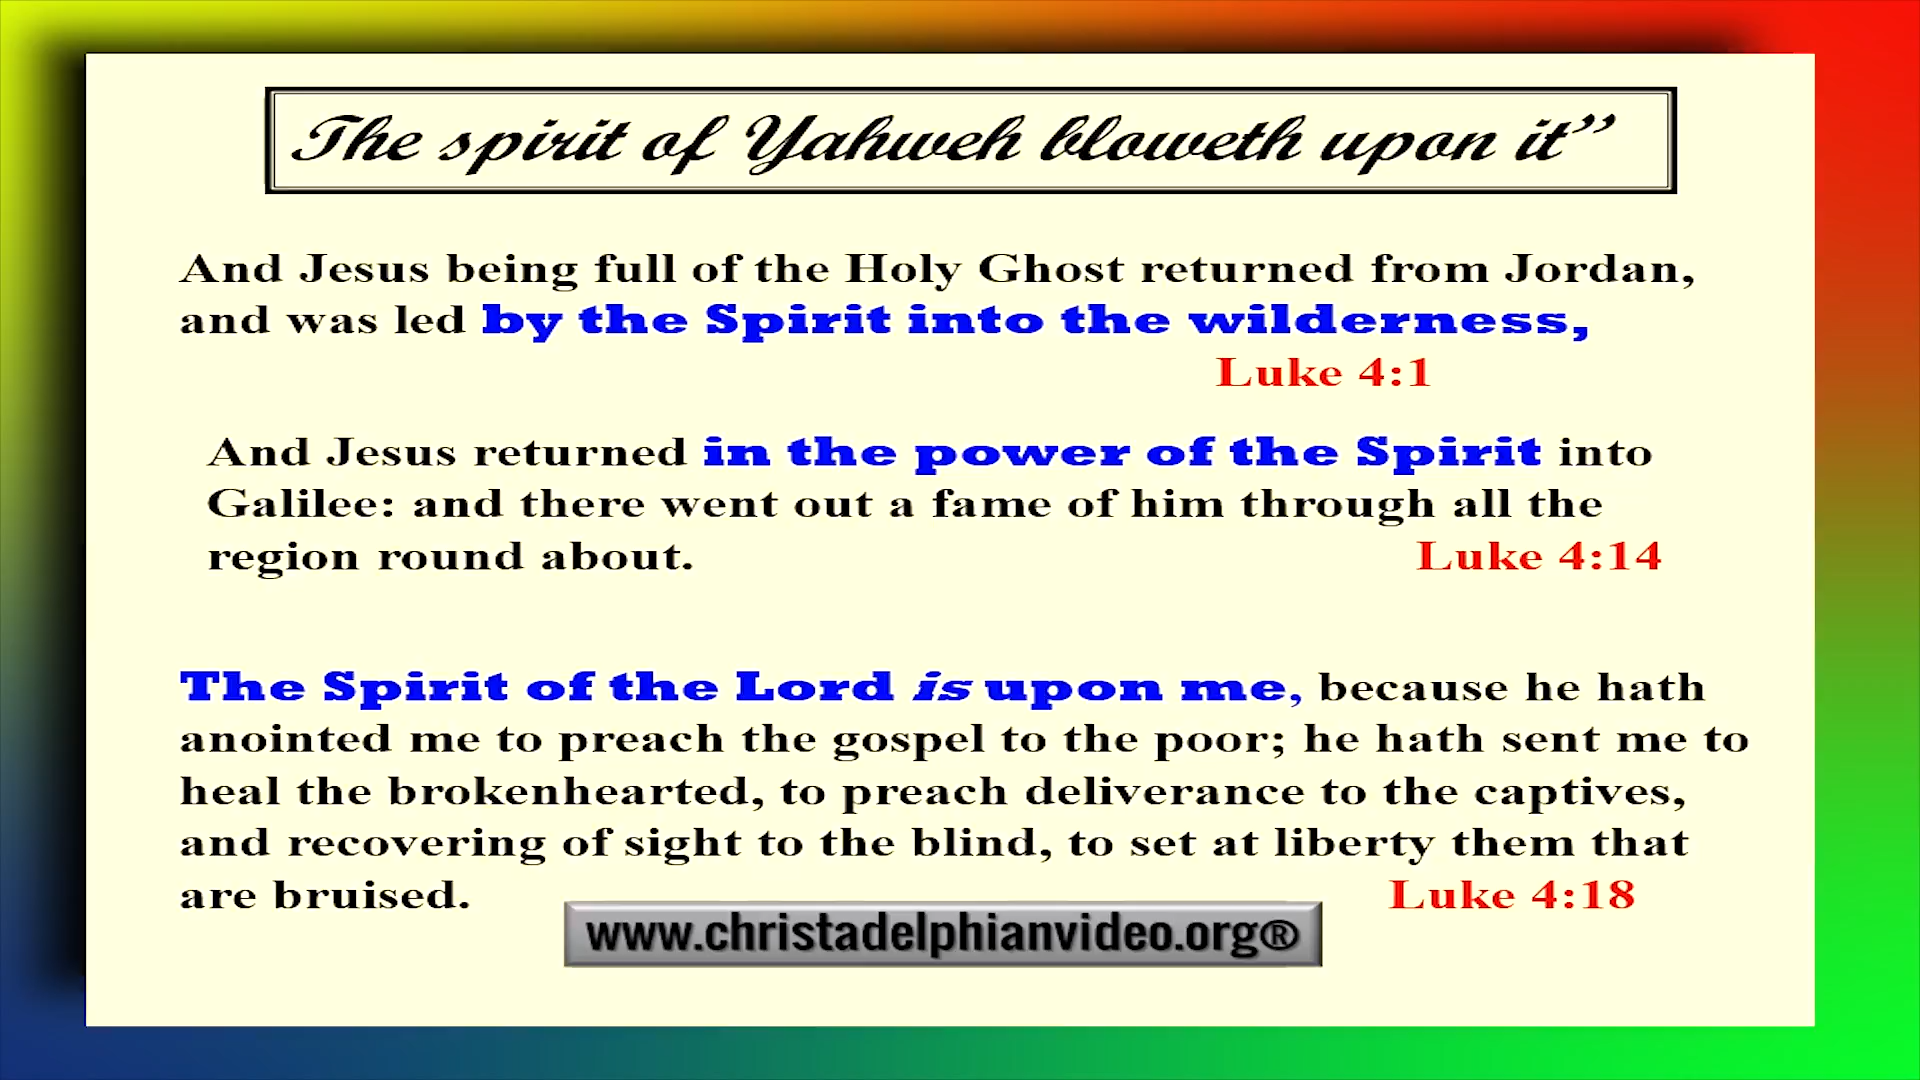 The spirit of Yahweh bloweth upon it”
And Jesus being full of the Holy Ghost returned from Jordan,
and was led by the Spirit into the wilderness,
Luke 4:1
And Jesus returned in the power of the Spirit into
Galilee: and there went out a fame of him through all the
region round about. Luke 4:14
The Spirit of the Lord is upon me, because he hath
anointed me to preach the gospel to the poor; he hath sent me to
heal the brokenhearted, to preach deliverance to the captives,
and recovering of sight to the blind, to set at liberty them that
are bruised. Luke 4:18
www.christadelphianvideo.org®